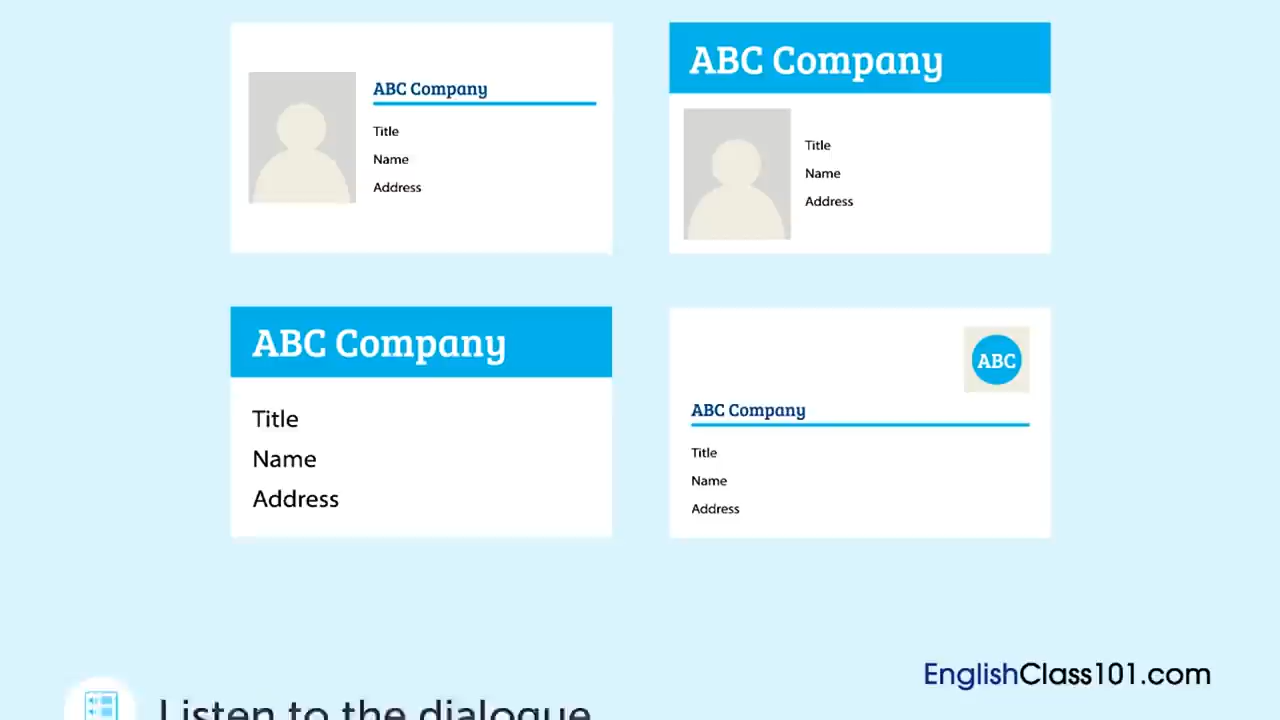 ABC Company
Title
Name
Address
ABC Company
Title
Name
Address
ABC Company
Title
Name
Address
ABC
ABC Company
Title
Name
Address
EnglishClass101.com
Listen to the dialogue